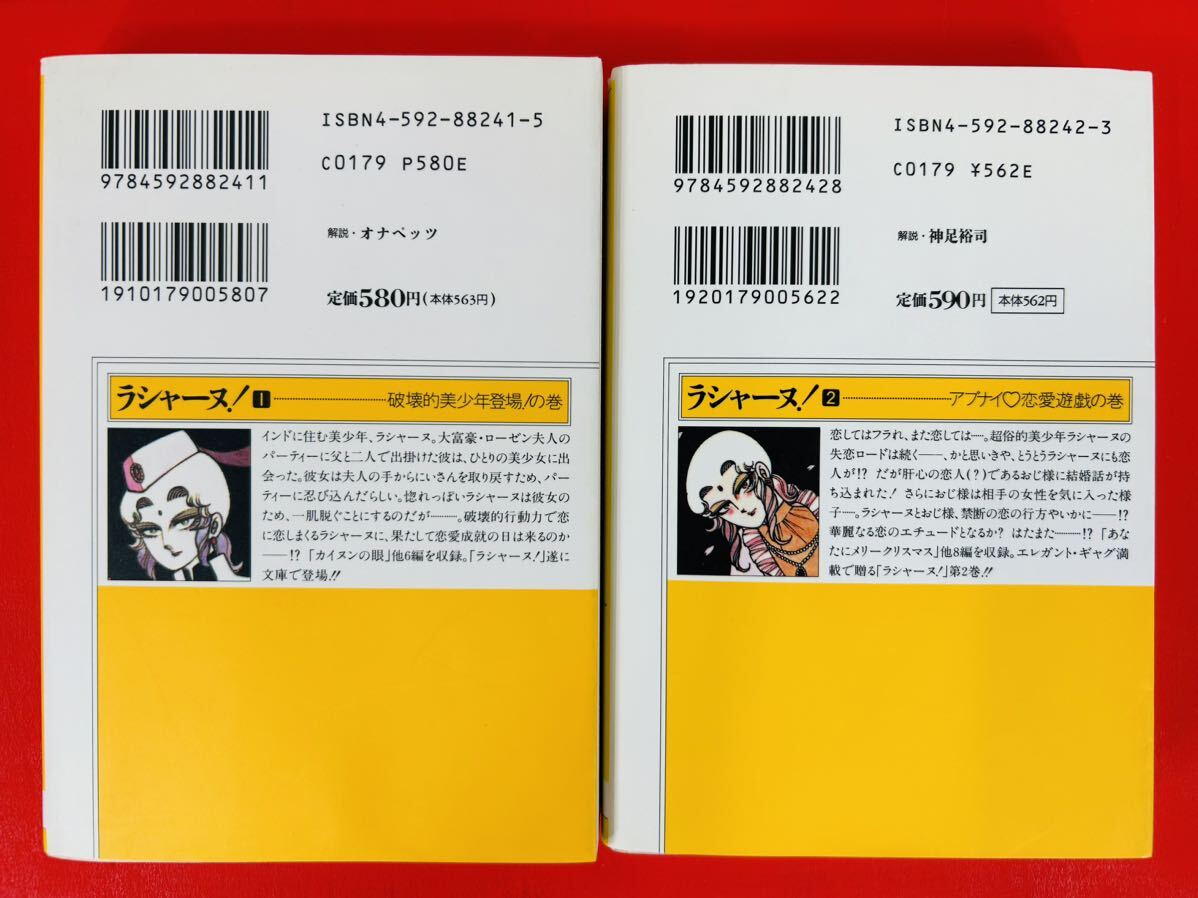 ISBN4-592-88241-5
9784592882411
C0179 P580E
解説・オナペッツ
1910179005807
定価580円(本体563円)
ラシャーヌ! 1 破壊的美少年登場!の巻
インドに住む美少年、ラシャーヌ。大富豪・ローゼン夫人の
パーティーに父と二人で出掛けた彼は、ひとりの美少女に出
会った。彼女は夫人の手からにいさんを取り戻すため、パー
ティーに忍び込んだらしい。惚れっぽいラシャーヌは彼女の
ため、一肌脱ぐことにするのだが………。破壊的行動力で恋
に恋しまくるラシャーヌに、果たして恋愛成就の日は来るのか
――!? 「カイヌンの眼」他6編を収録。「ラシャーヌ!」遂に
文庫で登場!!
ISBN4-592-88242-3
9784592882428
C0179 ¥562E
解説・神足裕司
1920179005622
定価590円 本体562円
ラシャーヌ! 2 アブナイ♡恋愛遊戯の巻
恋してはフラれ、また恋しては……。超俗的美少年ラシャーヌの
失恋ロードは続く――、かと思いきや、とうとうラシャーヌにも恋
人が!? だが肝心の恋人(?)であるおじ様に結婚話が持
ち込まれた! さらにおじ様は相手の女性を気に入った様
子……。ラシャーヌとおじ様、禁断の恋の行方やいかに――!?
華麗なる恋のエチュードとなるか? はたまた………!? 「あな
たにメリークリスマス」他8編を収録。エレガント・ギャグ満
載で贈る「ラシャーヌ!」第2巻!!